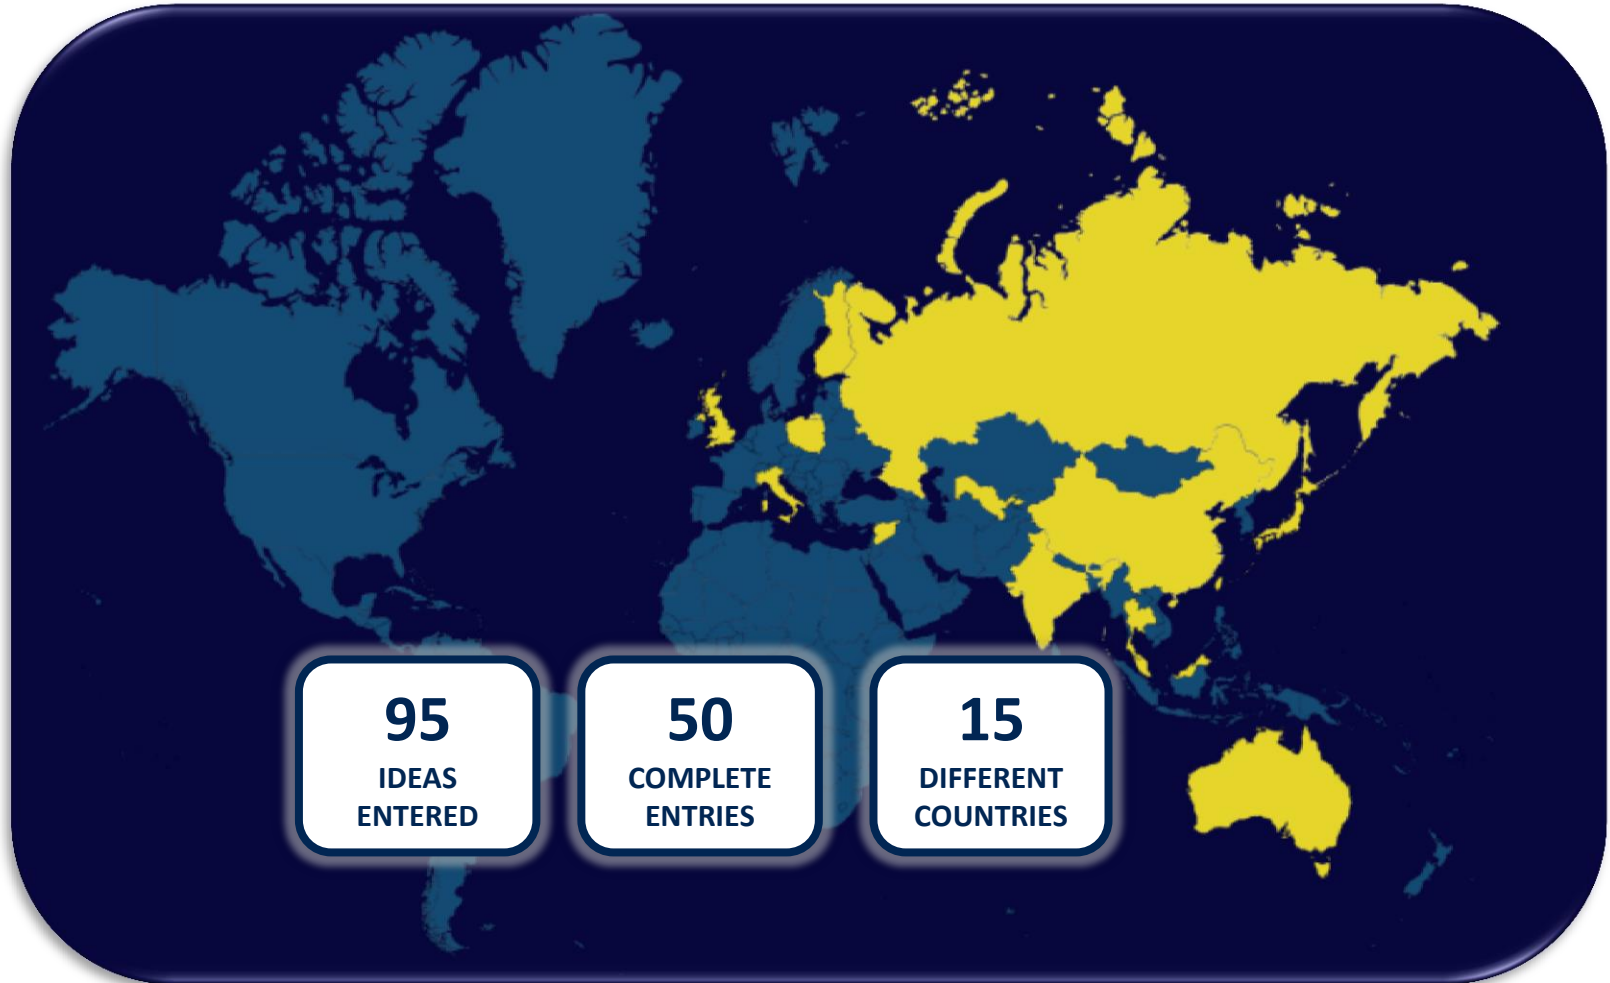 95
IDEAS
ENTERED
50
COMPLETE
ENTRIES
15
DIFFERENT
COUNTRIES